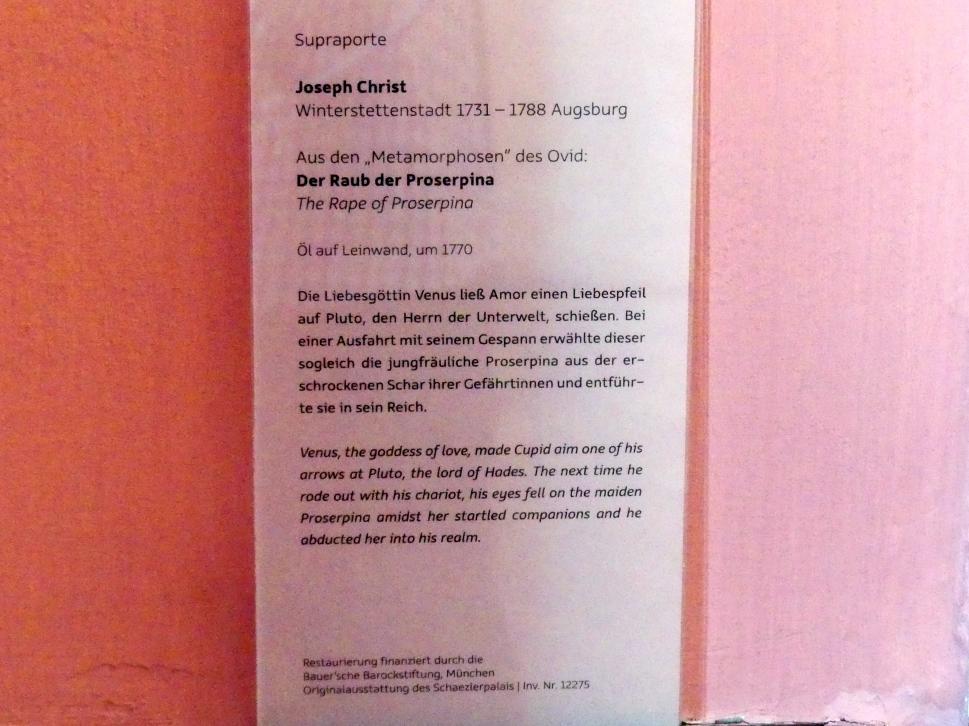 Supraporte
Joseph Christ
Winterstettenstadt 1731 – 1788 Augsburg
Aus den „Metamorphosen" des Ovid:
Der Raub der Proserpina
The Rape of Proserpina
Öl auf Leinwand, um 1770
Die Liebesgöttin Venus ließ Amor einen Liebespfeil
auf Pluto, den Herrn der Unterwelt, schießen. Bei
einer Ausfahrt mit seinem Gespann erwählte dieser
sogleich die jungfräuliche Proserpina aus der er-
schrockenen Schar ihrer Gefährtinnen und entführ-
te sie in sein Reich.
Venus, the goddess of love, made Cupid aim one of his
arrows at Pluto, the lord of Hades. The next time he
rode out with his chariot, his eyes fell on the maiden
Proserpina amidst her startled companions and he
abducted her into his realm.
Restaurierung finanziert durch die
Bauer'sche Barockstiftung, München
Originalausstattung des Schaezlerpalais | Inv. Nr. 12275